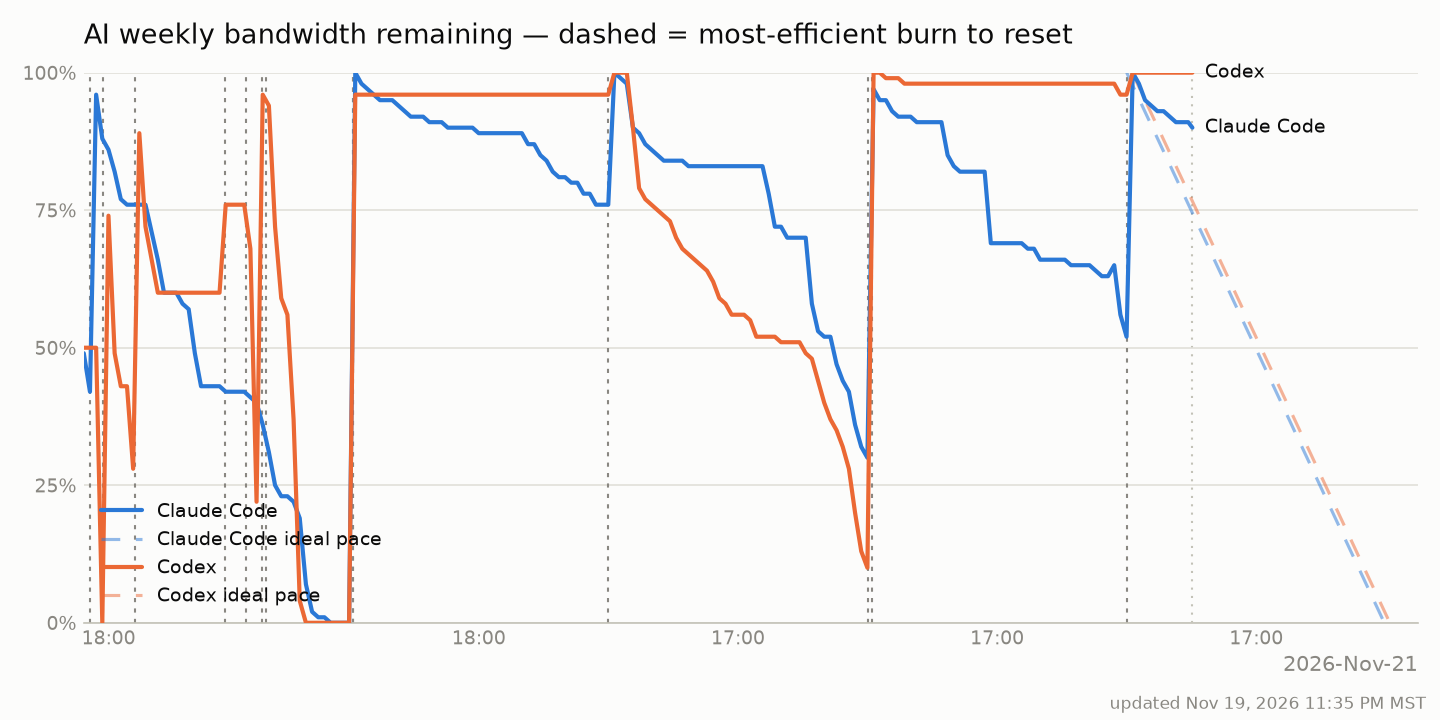 AI weekly bandwidth remaining — dashed = most-efficient burn to reset
100%
75%
50%
25%
0%
Codex
Claude Code
Claude Code
Claude Code ideal pace
Codex
Codex ideal pace
18:00 18:00 17:00 17:00 17:00
2026-Nov-21
updated Nov 19, 2026 11:35 PM MST